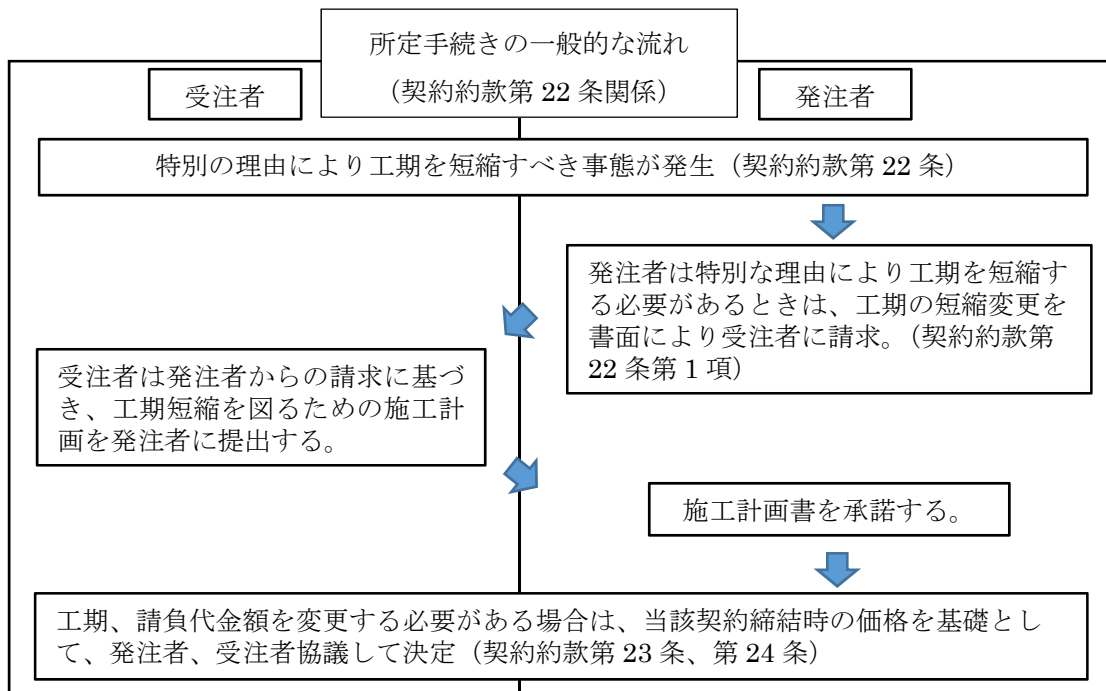 所定手続きの一般的な流れ
(契約約款第 22 条関係)
受注者
発注者
特別の理由により工期を短縮すべき事態が発生（契約約款第 22 条）
発注者は特別な理由により工期を短縮す
る必要があるときは、工期の短縮変更を
書面により受注者に請求。（契約約款第
22 条第 1 項）
受注者は発注者からの請求に基づ
き、工期短縮を図るための施工計
画を発注者に提出する。
施工計画書を承諾する。
工期、請負代金額を変更する必要がある場合は、当該契約締結時の価格を基礎とし
て、発注者、受注者協議して決定（契約約款第 23 条、第 24 条）